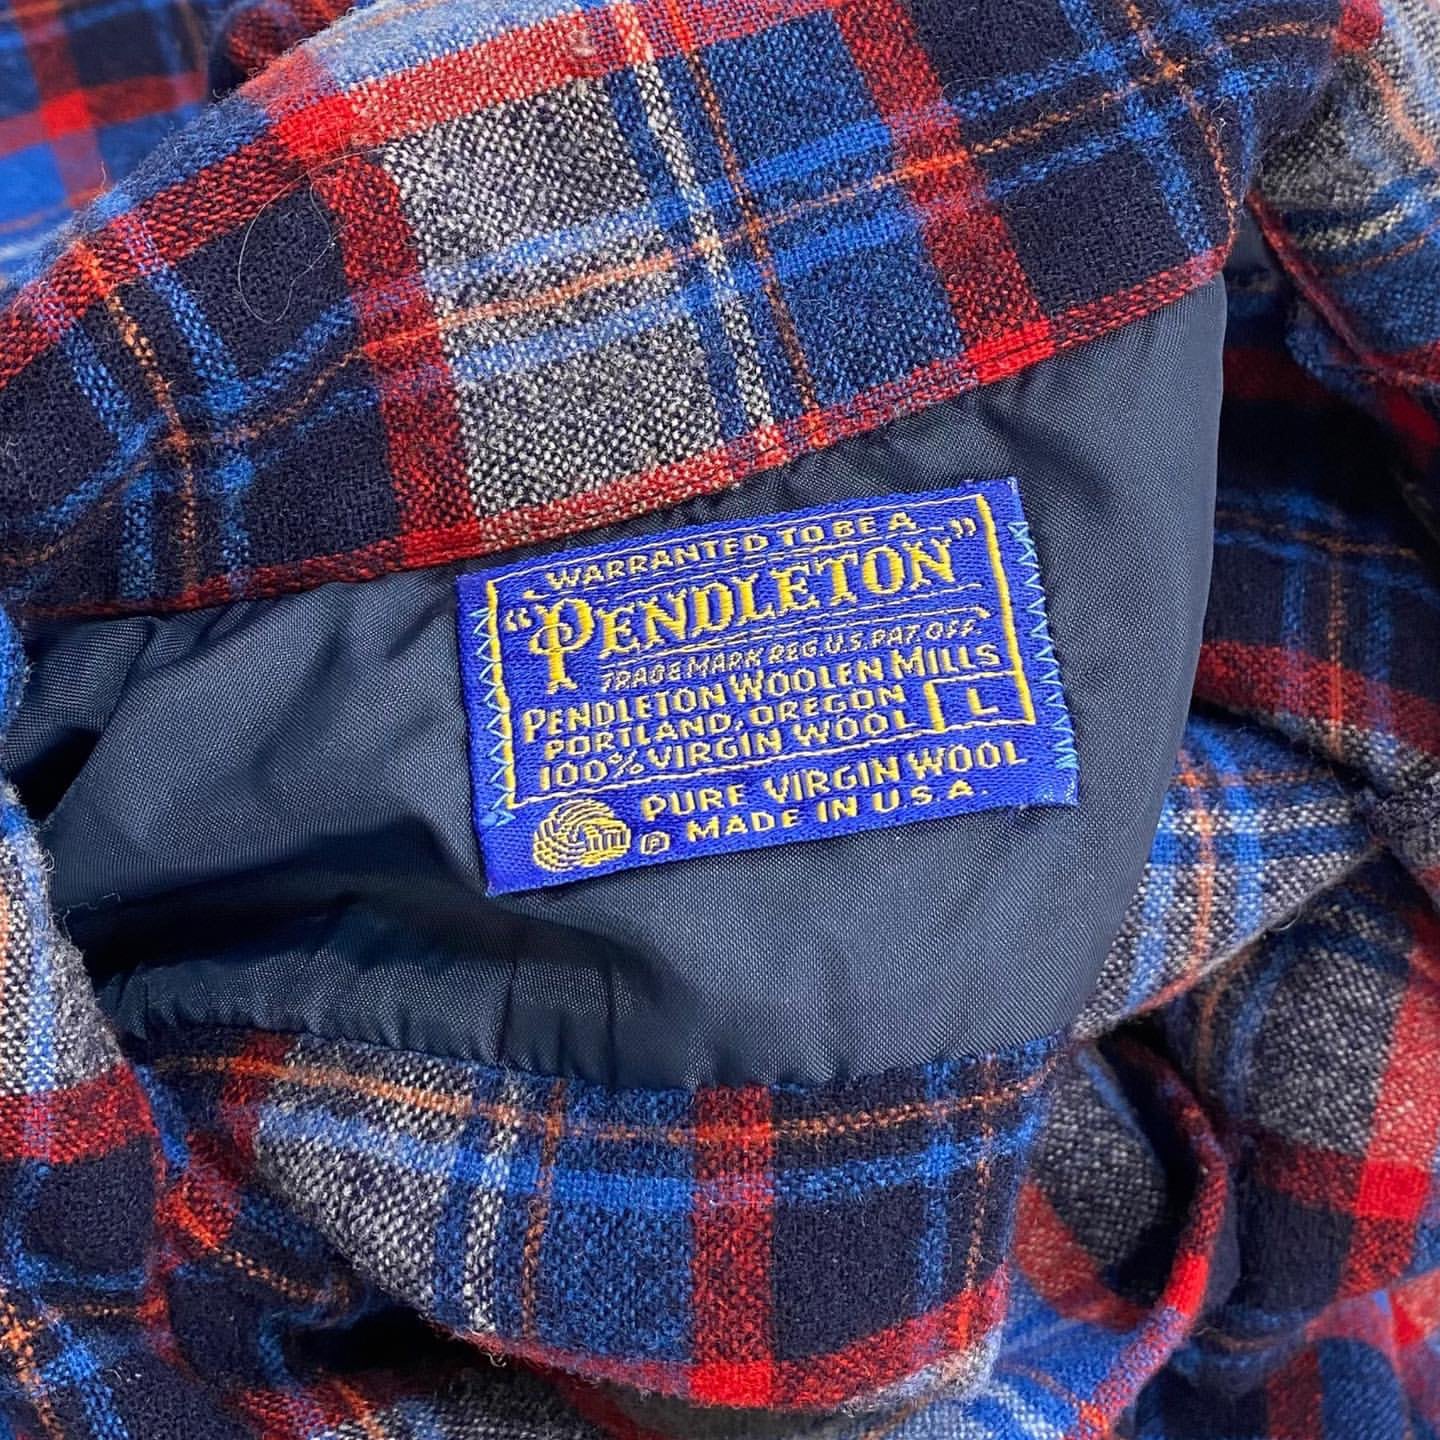 WARRANTED TO BE A
"PENDLETON"
TRADE MARK REG. U.S. PAT. OFF.
PENDLETON WOOLEN MILLS
PORTLAND, OREGON
100% VIRGIN WOOL
L
PURE VIRGIN WOOL
Ⓟ MADE IN U.S.A.